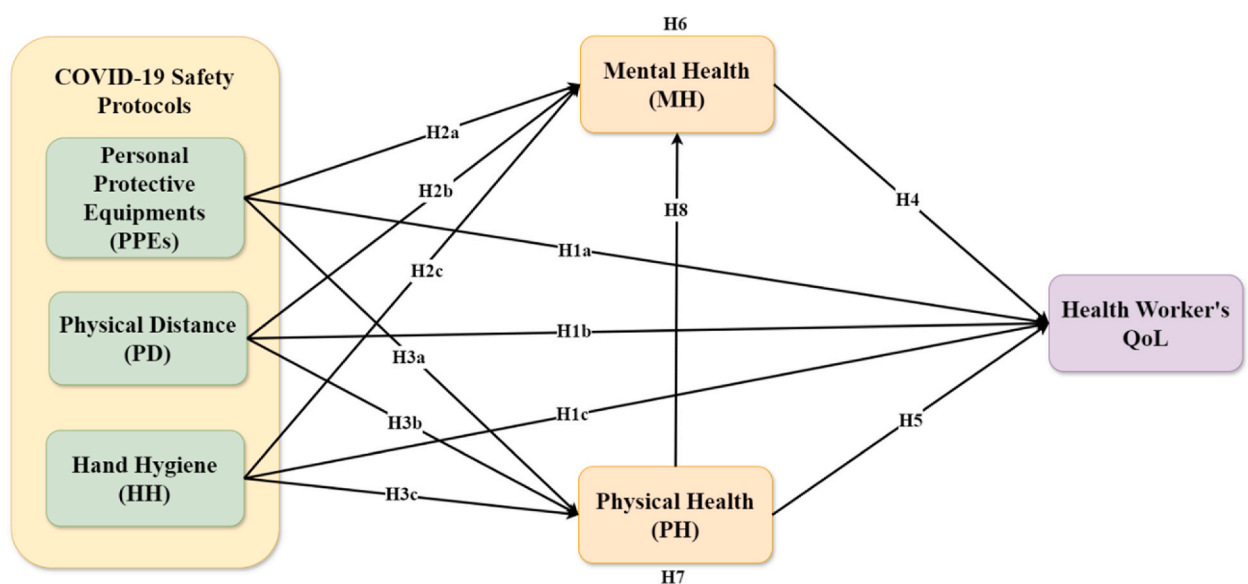 H6
COVID-19 Safety
Protocols
Mental Health
(MH)
Personal
Protective
Equipments
(PPEs)
H2a
H2b
H4
H8
H2c
H1a
Physical Distance
(PD)
H1b
Health Worker's
QoL
H3a
H3b
H1c
H5
Hand Hygiene
(HH)
H3c
Physical Health
(PH)
H7